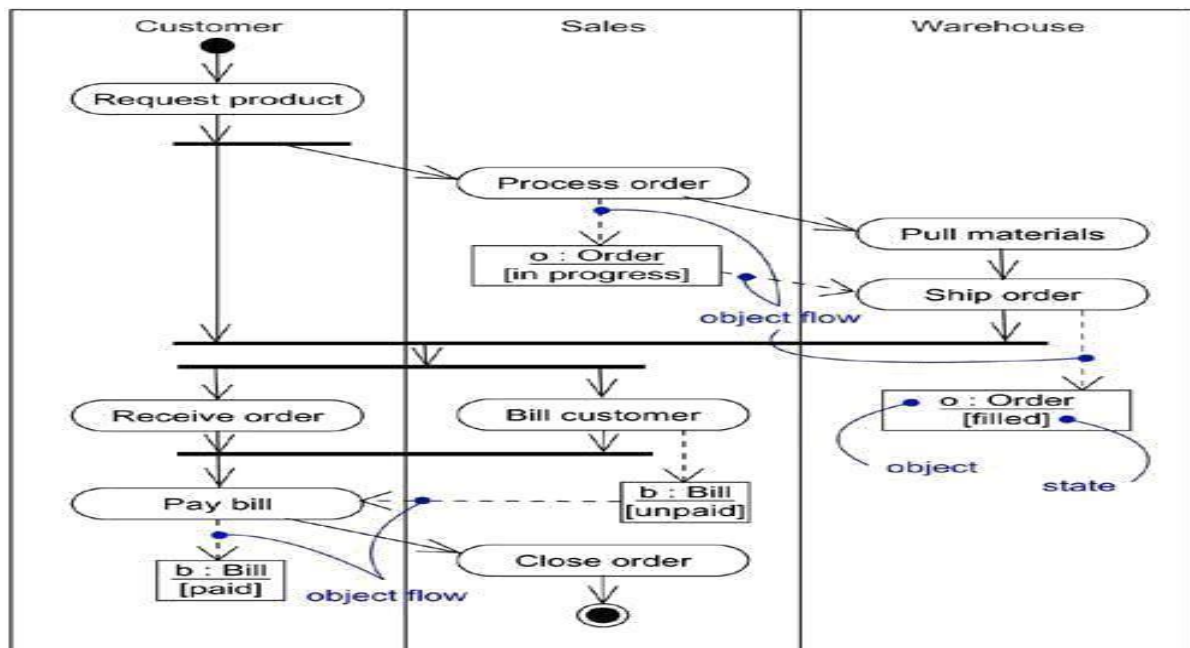 Customer
Sales
Warehouse
Request product
Process order
Pull materials
o : Order
[in progress]
Ship order
object flow
Receive order
Bill customer
o : Order
[filled]
object
state
Pay bill
b : Bill
[unpaid]
Close order
b : Bill
[paid]
object flow